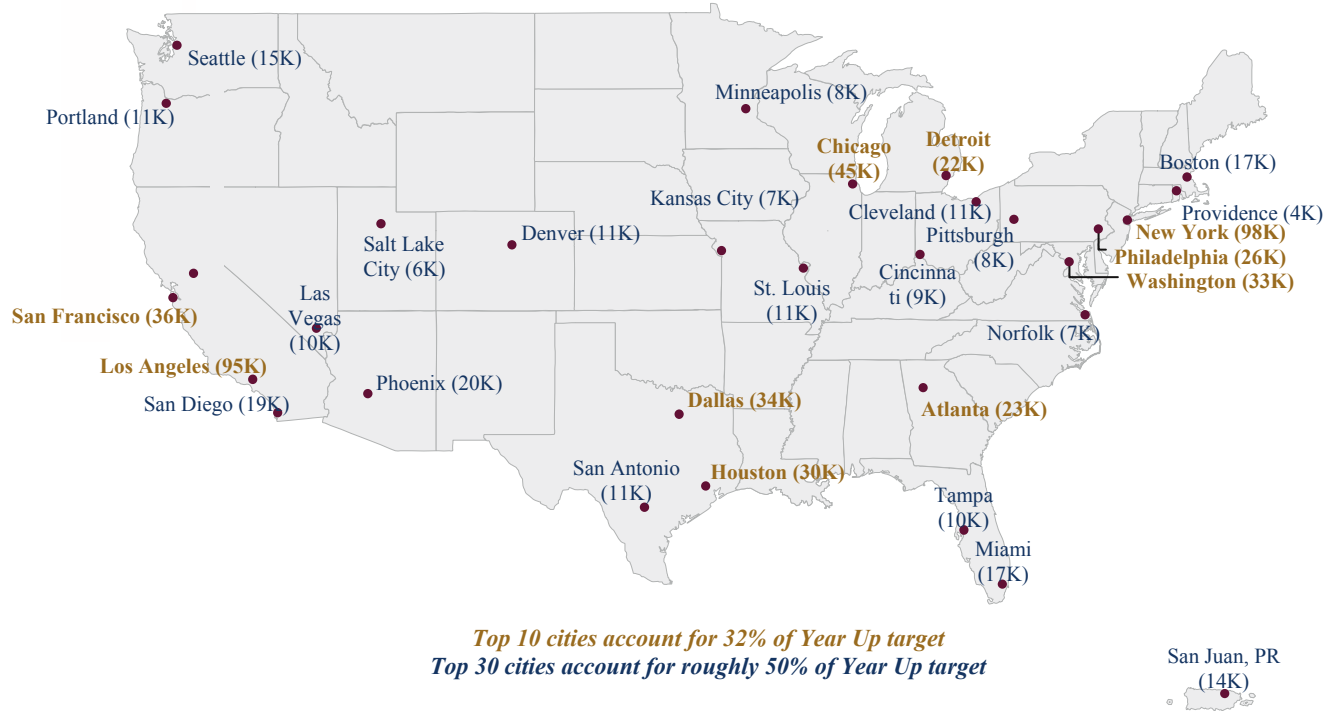 Seattle (15K)
Portland (11K)
Minneapolis (8K)
Chicago
(45K)
Detroit
(22K)
Boston (17K)
Kansas City (7K)
Cleveland (11K)
Providence (4K)
Pittsburgh
(8K)
New York (98K)
Philadelphia (26K)
Washington (33K)
Denver (11K)
Salt Lake
City (6K)
Cincinna
ti (9K)
St. Louis
(11K)
Las
Vegas
(10K)
San Francisco (36K)
Norfolk (7K)
Los Angeles (95K)
San Diego (19K)
Phoenix (20K)
Dallas (34K)
Atlanta (23K)
San Antonio
(11K)
Houston (30K)
Tampa
(10K)
Miami
(17K)
Top 10 cities account for 32% of Year Up target
Top 30 cities account for roughly 50% of Year Up target
San Juan, PR
(14K)